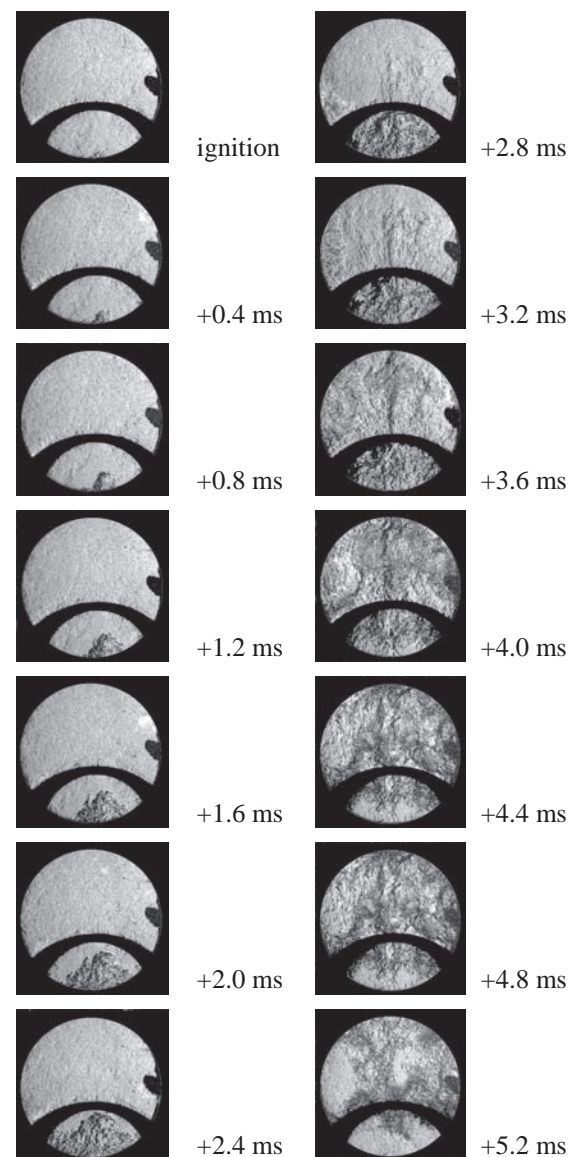 ignition
+0.4 ms
+0.8 ms
+1.2 ms
+1.6 ms
+2.0 ms
+2.4 ms
+2.8 ms
+3.2 ms
+3.6 ms
+4.0 ms
+4.4 ms
+4.8 ms
+5.2 ms